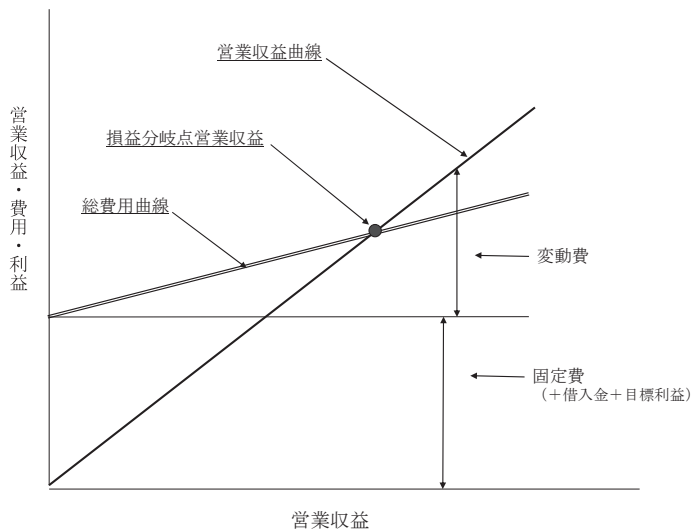 営業収益曲線
損益分岐点営業収益
総費用曲線
営業収益・費用・利益
変動費
固定費
（＋借入金＋目標利益）
営業収益